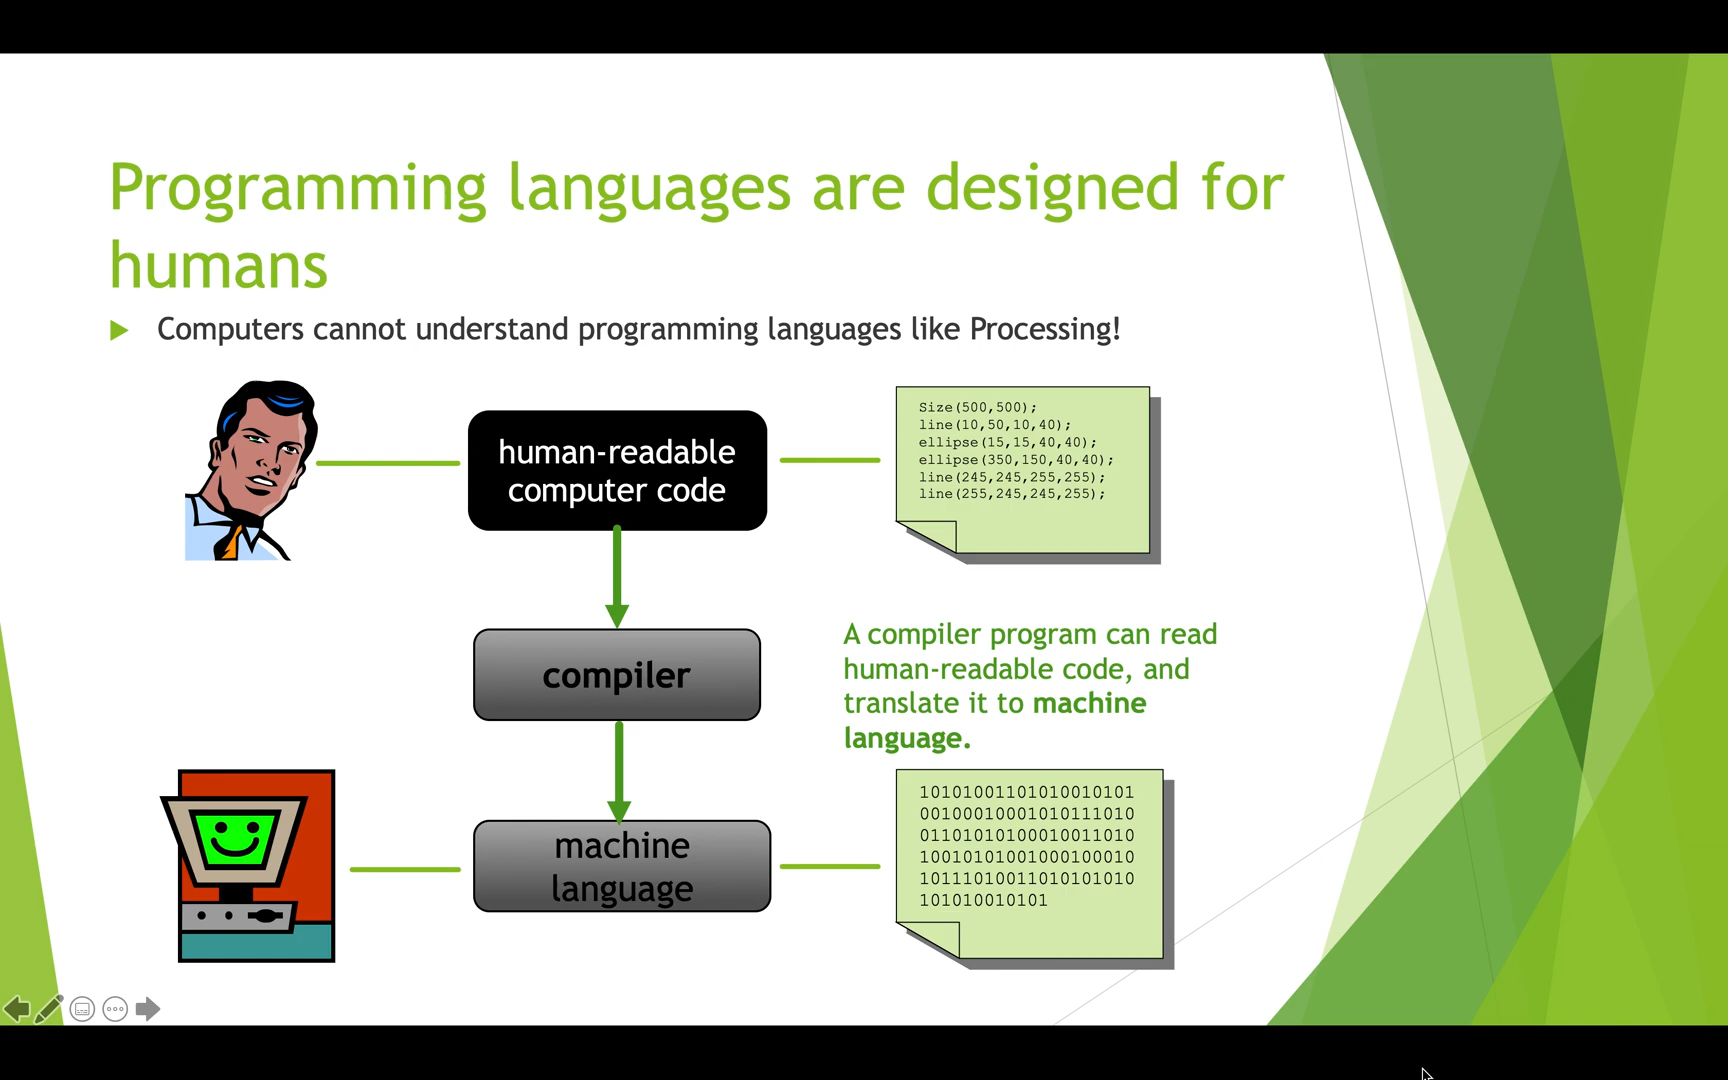 Programming languages are designed for
humans
Computers cannot understand programming languages like Processing!
human-readable
computer code
Size(500,500);
line(10,50,10,40);
ellipse(15,15,40,40);
ellipse(350,150,40,40);
line(245,245,255,255);
line(255,245,245,255);
compiler
A compiler program can read
human-readable code, and
translate it to machine
language.
machine
language
10101001101010010101
00100010001010111010
01101010100010011010
10010101001000100010
10111010011010101010
101010010101